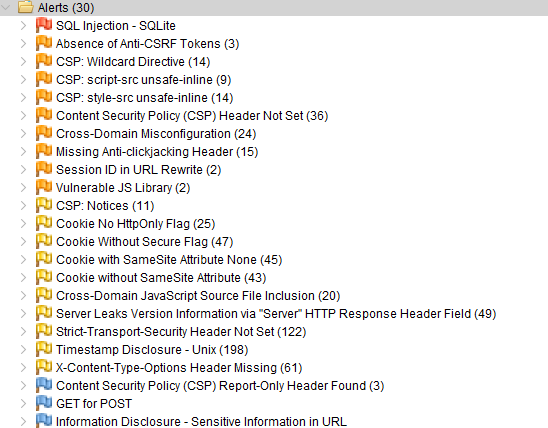 Alerts (30)
SQL Injection - SQLite
Absence of Anti-CSRF Tokens (3)
CSP: Wildcard Directive (14)
CSP: script-src unsafe-inline (9)
CSP: style-src unsafe-inline (14)
Content Security Policy (CSP) Header Not Set (36)
Cross-Domain Misconfiguration (24)
Missing Anti-clickjacking Header (15)
Session ID in URL Rewrite (2)
Vulnerable JS Library (2)
CSP: Notices (11)
Cookie No HttpOnly Flag (25)
Cookie Without Secure Flag (47)
Cookie with SameSite Attribute None (45)
Cookie without SameSite Attribute (43)
Cross-Domain JavaScript Source File Inclusion (20)
Server Leaks Version Information via "Server" HTTP Response Header Field (49)
Strict-Transport-Security Header Not Set (122)
Timestamp Disclosure - Unix (198)
X-Content-Type-Options Header Missing (61)
Content Security Policy (CSP) Report-Only Header Found (3)
GET for POST
Information Disclosure - Sensitive Information in URL